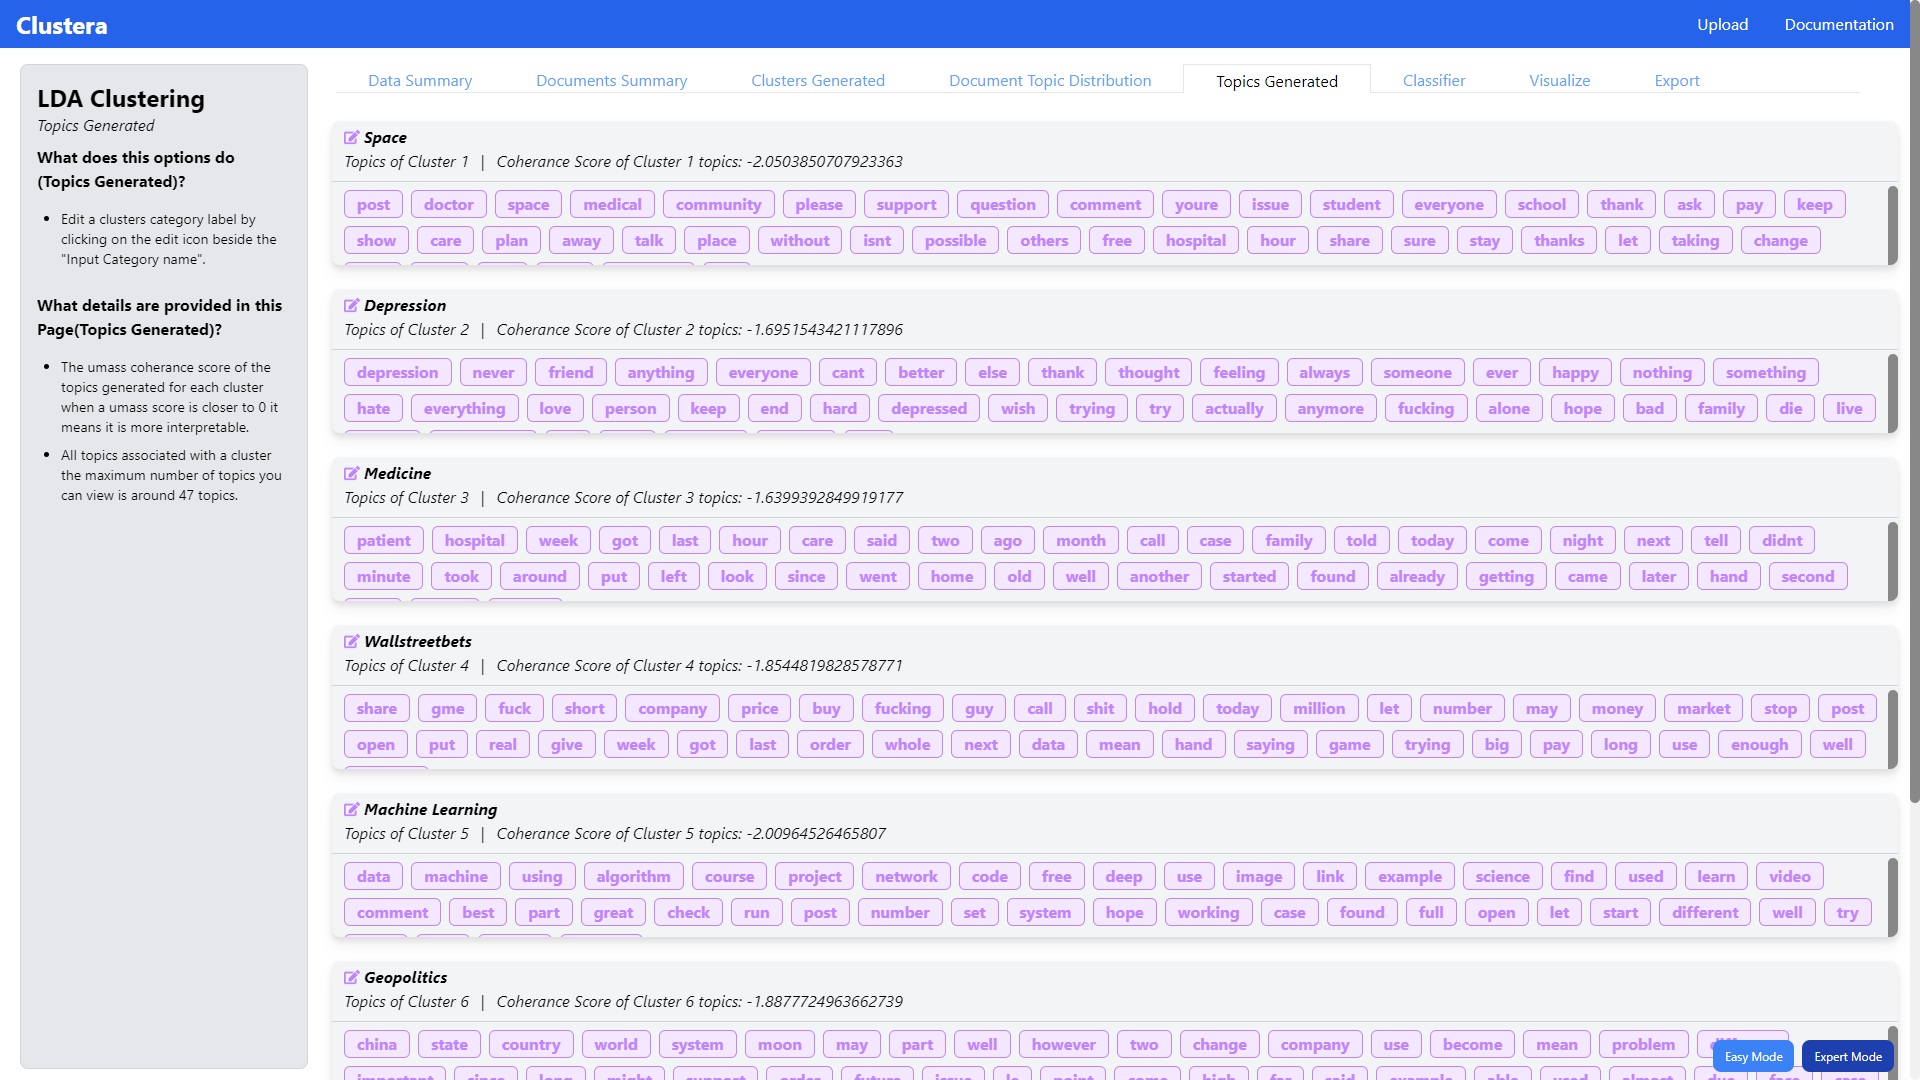 Clustera
Upload
Documentation
LDA Clustering
Topics Generated
What does this options do
(Topics Generated)?
Edit a clusters category label by
clicking on the edit icon beside the
"Input Category name".
What details are provided in this
Page(Topics Generated)?
The umass coherance score of the
topics generated for each cluster
when a umass score is closer to 0 it
means it is more interpretable.
All topics associated with a cluster
the maximum number of topics you
can view is around 47 topics.
Data Summary
Documents Summary
Clusters Generated
Document Topic Distribution
Topics Generated
Classifier
Visualize
Export
Space
Topics of Cluster 1 | Coherance Score of Cluster 1 topics: -2.0503850707923363
post doctor space medical community please support question comment youre issue student everyone school thank ask pay keep
show care plan away talk place without isnt possible others free hospital hour share sure stay thanks let taking change
Depression
Topics of Cluster 2 | Coherance Score of Cluster 2 topics: -1.6951543421117896
depression never friend anything everyone cant better else thank thought feeling always someone ever happy nothing something
hate everything love person keep end hard depressed wish trying try actually anymore fucking alone hope bad family die live
Medicine
Topics of Cluster 3 | Coherance Score of Cluster 3 topics: -1.6399392849919177
patient hospital week got last hour care said two ago month call case family told today come night next tell didnt
minute took around put left look since went home old well another started found already getting came later hand second
Wallstreetbets
Topics of Cluster 4 | Coherance Score of Cluster 4 topics: -1.8544819828578771
share gme fuck short company price buy fucking guy call shit hold today million let number may money market stop post
open put real give week got last order whole next data mean hand saying game trying big pay long use enough well
Machine Learning
Topics of Cluster 5 | Coherance Score of Cluster 5 topics: -2.00964526465807
data machine using algorithm course project network code free deep use image link example science find used learn video
comment best part great check run post number set system hope working case found full open let start different well try
Geopolitics
Topics of Cluster 6 | Coherance Score of Cluster 6 topics: -1.8877724963662739
china state country world system moon may part well however two change company use become mean problem
important since long might support order future issue le point come high far said example able used almost due
Easy Mode
Expert Mode